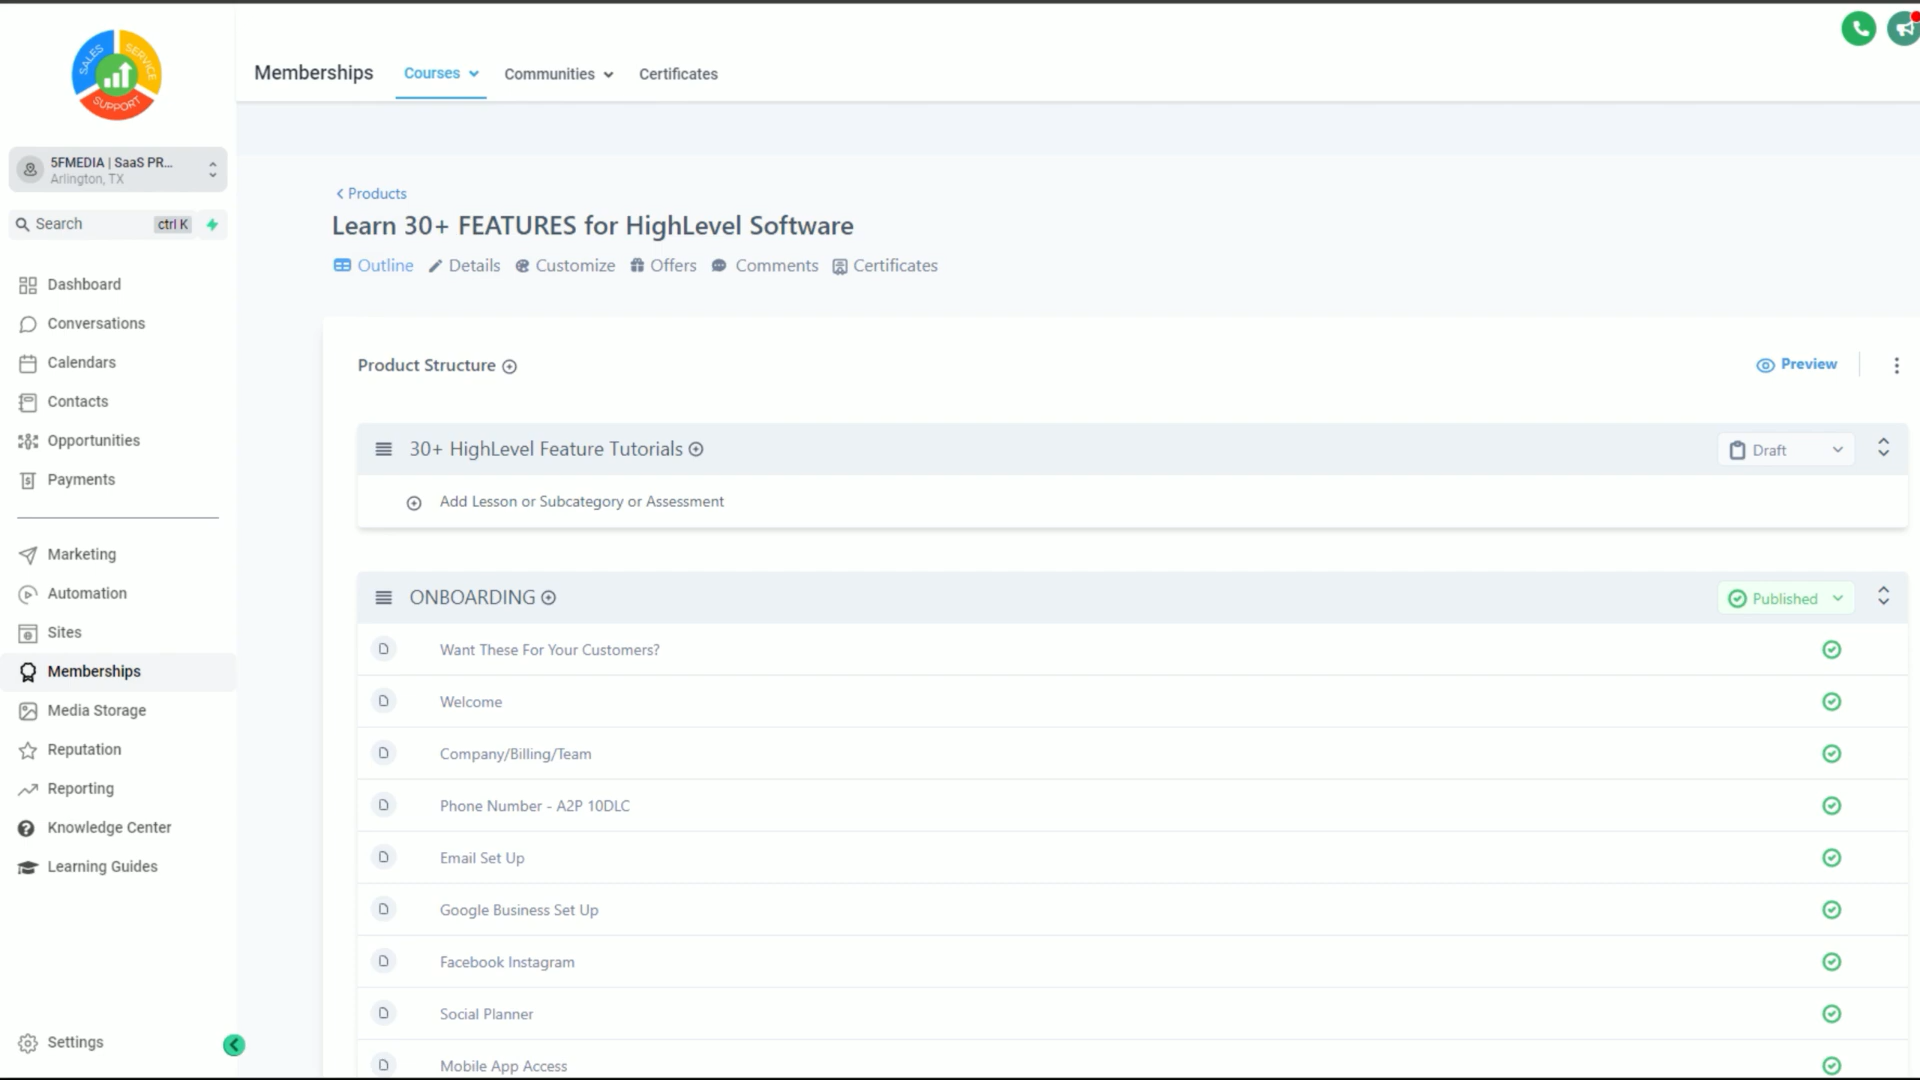 SALES
SERVICE
SUPPORT
5FMEDIA | SaaS PR...
Arlington, TX
Search
ctrl K
Dashboard
Conversations
Calendars
Contacts
Opportunities
Payments
Marketing
Automation
Sites
Memberships
Media Storage
Reputation
Reporting
Knowledge Center
Learning Guides
Settings
Memberships
Courses
Communities
Certificates
Products
Learn 30+ FEATURES for HighLevel Software
Outline
Details
Customize
Offers
Comments
Certificates
Product Structure
Preview
30+ HighLevel Feature Tutorials
Draft
Add Lesson or Subcategory or Assessment
ONBOARDING
Published
Want These For Your Customers?
Welcome
Company/Billing/Team
Phone Number - A2P 10DLC
Email Set Up
Google Business Set Up
Facebook Instagram
Social Planner
Mobile App Access